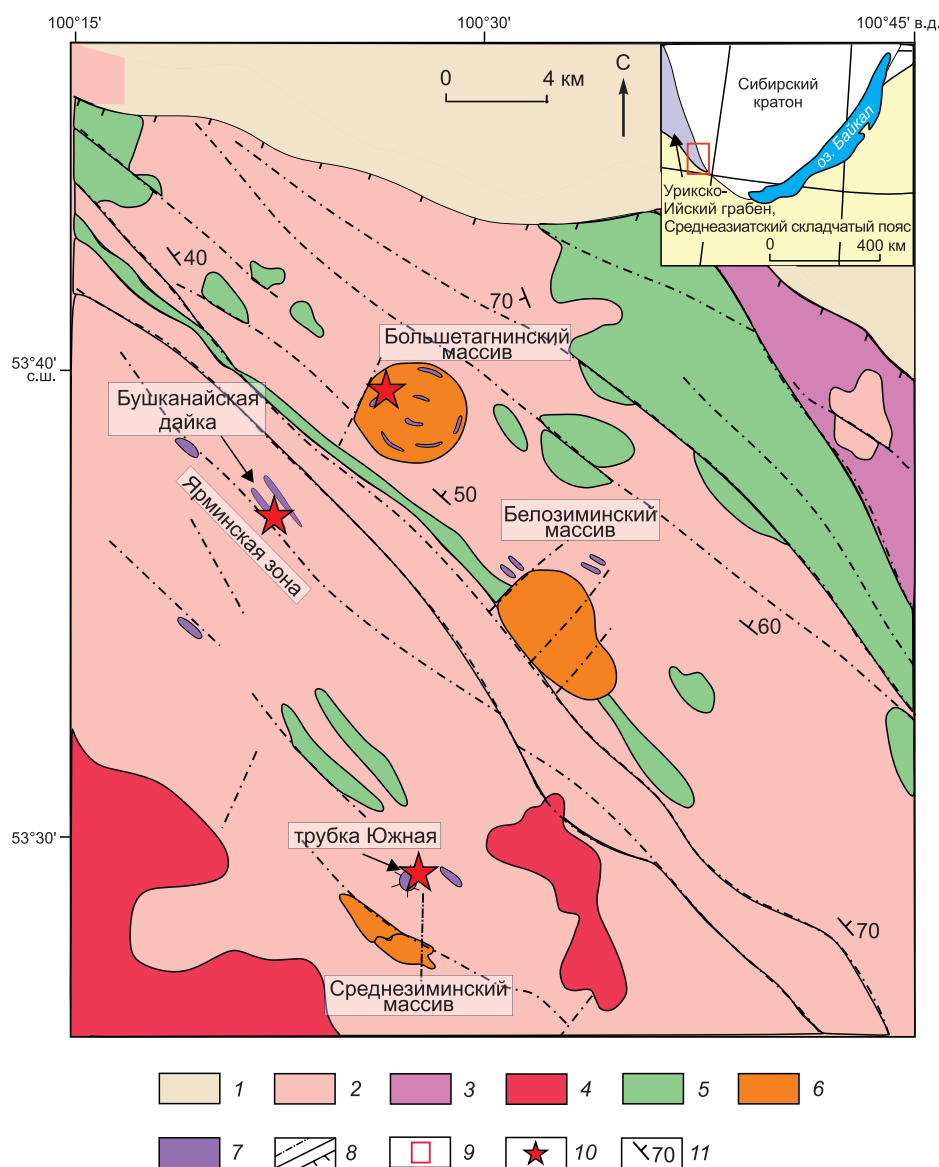 100°15'
100°30'
100°45' в.д.
0 4 км
С
Сибирский
кратон
оз. Байкал
Урикско-
Ийский грабен,
Среднеазиатский складчатый пояс
0 400 км
40
70
53°40'
с.ш.
Большетагнинский
массив
Бушканайская
дайка
50
Ярминская зона
Белозиминский
массив
60
53°30'
трубка Южная
70
Среднезиминский
массив
1 2 3 4 5 6
7 8 9 10 70 11